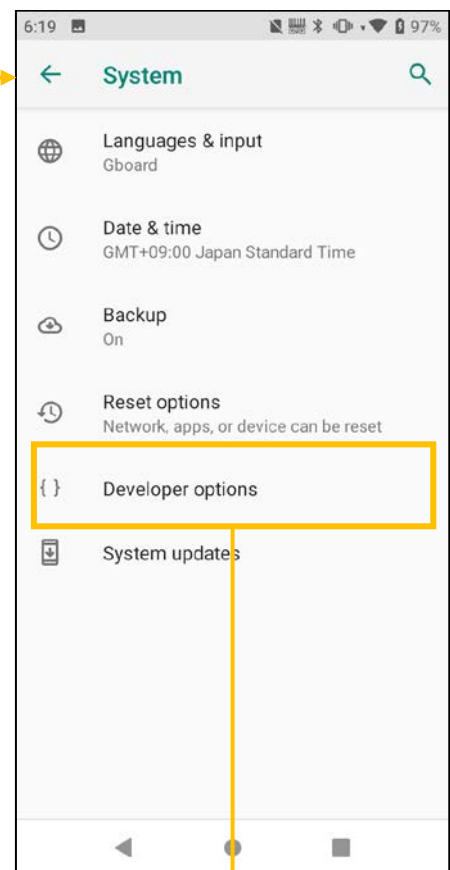 6:19 97%
System
Languages & input
Gboard
Date & time
GMT+09:00 Japan Standard Time
Backup
On
Reset options
Network, apps, or device can be reset
{ } Developer options
System updates